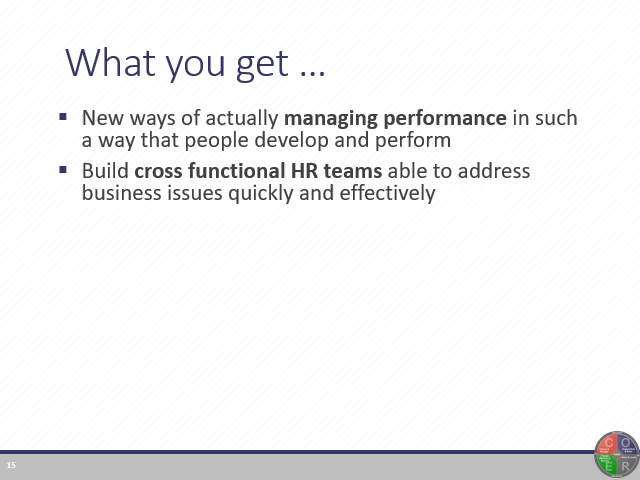 What you get ...
▪ New ways of actually managing performance in such
a way that people develop and perform
▪ Build cross functional HR teams able to address
business issues quickly and effectively
15
C O
E R